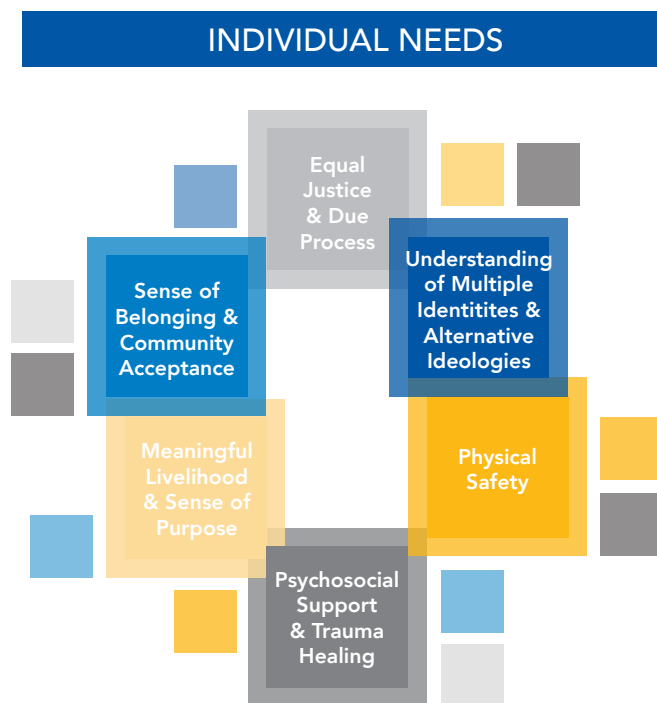 INDIVIDUAL NEEDS
Equal
Justice
& Due
Process
Understanding
of Multiple
Identitites &
Alternative
Ideologies
Sense of
Belonging &
Community
Acceptance
Meaningful
Livelihood
& Sense of
Purpose
Physical
Safety
Psychosocial
Support
& Trauma
Healing